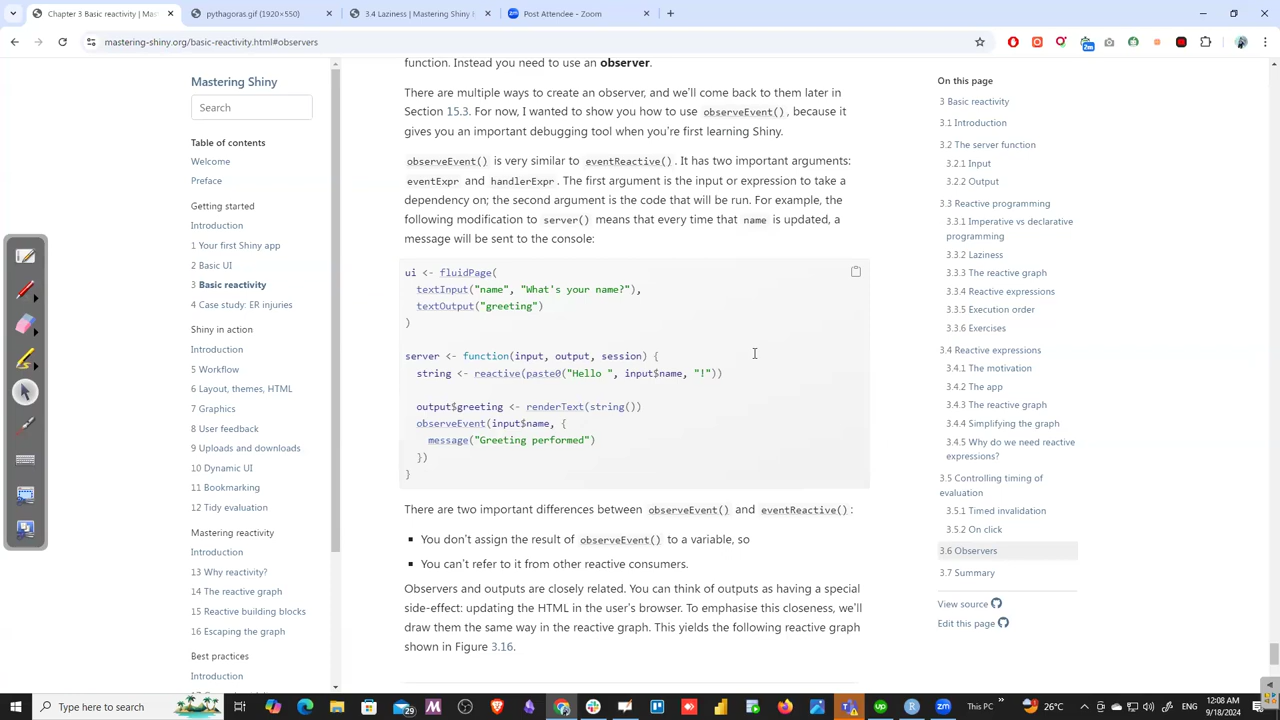 Chapter 3 Basic reactivity | Mas
pythagoras.gif (1920×550)
3.4 Laziness | Mastering Shiny I
Post Attendee - Zoom
mastering-shiny.org/basic-reactivity.html#observers
2m
Mastering Shiny
Search
Table of contents
Welcome
Preface
Getting started
Introduction
1 Your first Shiny app
2 Basic UI
3 Basic reactivity
4 Case study: ER injuries
Shiny in action
Introduction
5 Workflow
6 Layout, themes, HTML
7 Graphics
8 User feedback
9 Uploads and downloads
10 Dynamic UI
11 Bookmarking
12 Tidy evaluation
Mastering reactivity
Introduction
13 Why reactivity?
14 The reactive graph
15 Reactive building blocks
16 Escaping the graph
Best practices
Introduction
function. Instead you need to use an observer.
There are multiple ways to create an observer, and we'll come back to them later in
Section 15.3. For now, I wanted to show you how to use observeEvent(), because it
gives you an important debugging tool when you're first learning Shiny.
observeEvent() is very similar to eventReactive(). It has two important arguments:
eventExpr and handlerExpr. The first argument is the input or expression to take a
dependency on; the second argument is the code that will be run. For example, the
following modification to server() means that every time that name is updated, a
message will be sent to the console:
ui <- fluidPage(
textInput("name", "What's your name?"),
textOutput("greeting")
)
server <- function(input, output, session) {
string <- reactive(paste0("Hello ", input$name, "!"))
output$greeting <- renderText(string())
observeEvent(input$name, {
message("Greeting performed")
})
}
There are two important differences between observeEvent() and eventReactive():
You don't assign the result of observeEvent() to a variable, so
You can't refer to it from other reactive consumers.
Observers and outputs are closely related. You can think of outputs as having a special
side-effect: updating the HTML in the user's browser. To emphasise this closeness, we'll
draw them the same way in the reactive graph. This yields the following reactive graph
shown in Figure 3.16.
On this page
3 Basic reactivity
3.1 Introduction
3.2 The server function
3.2.1 Input
3.2.2 Output
3.3 Reactive programming
3.3.1 Imperative vs declarative
programming
3.3.2 Laziness
3.3.3 The reactive graph
3.3.4 Reactive expressions
3.3.5 Execution order
3.3.6 Exercises
3.4 Reactive expressions
3.4.1 The motivation
3.4.2 The app
3.4.3 The reactive graph
3.4.4 Simplifying the graph
3.4.5 Why do we need reactive
expressions?
3.5 Controlling timing of
evaluation
3.5.1 Timed invalidation
3.5.2 On click
3.6 Observers
3.7 Summary
View source
Edit this page
Type here to search
29
This PC
26°C
12:08 AM
9/18/2024